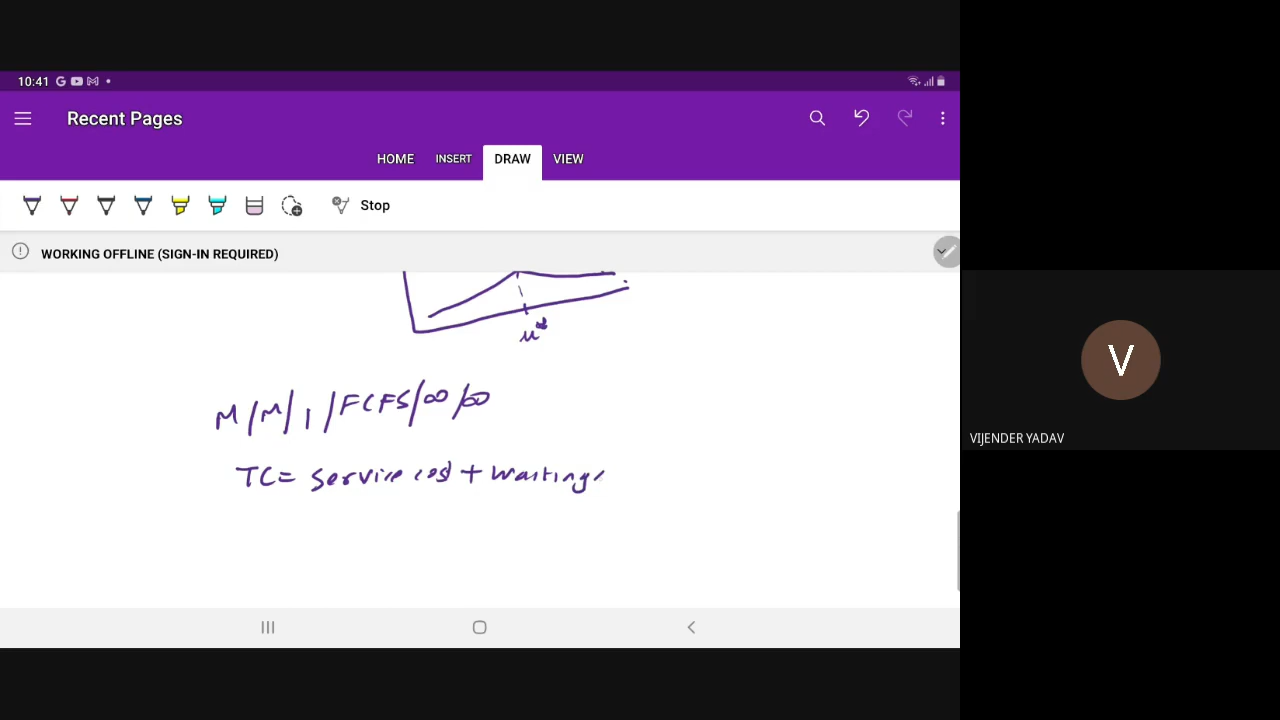 10:41
Recent Pages
HOME INSERT DRAW VIEW
Stop
WORKING OFFLINE (SIGN-IN REQUIRED)
μ*
M/M/1/FCFS/∞/∞
TC= Service cost + waiting
V
VIJENDER YADAV